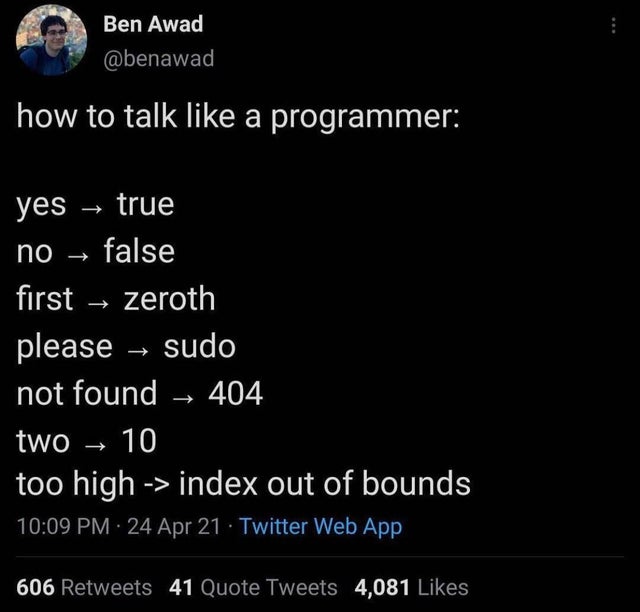 Ben Awad
@benawad
how to talk like a programmer:
yes → true
no → false
first → zeroth
please → sudo
not found → 404
two → 10
too high -> index out of bounds
10:09 PM · 24 Apr 21 · Twitter Web App
606 Retweets 41 Quote Tweets 4,081 Likes